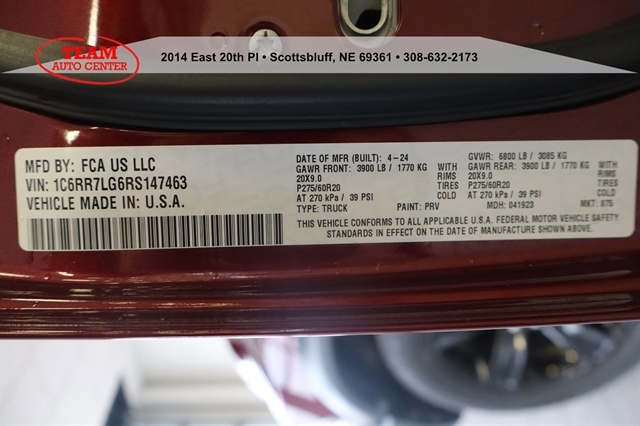 TEAM
AUTO CENTER
2014 East 20th Pl • Scottsbluff, NE 69361 • 308-632-2173
MFD BY: FCA US LLC
VIN: 1C6RR7LG6RS147463
VEHICLE MADE IN: U.S.A.
DATE OF MFR (BUILT): 4-24 GVWR: 6800 LB / 3085 KG
GAWR FRONT: 3900 LB / 1770 KG WITH GAWR REAR: 3900 LB / 1770 KG WITH
20X9.0 RIMS 20X9.0 RIMS
P275/60R20 TIRES P275/60R20 TIRES
AT 270 kPa / 39 PSI COLD AT 270 kPa / 39 PSI COLD
TYPE: TRUCK PAINT: PRV MDH: 041923 MKT: 875
THIS VEHICLE CONFORMS TO ALL APPLICABLE U.S.A. FEDERAL MOTOR VEHICLE SAFETY
STANDARDS IN EFFECT ON THE DATE OF MANUFACTURE SHOWN ABOVE.